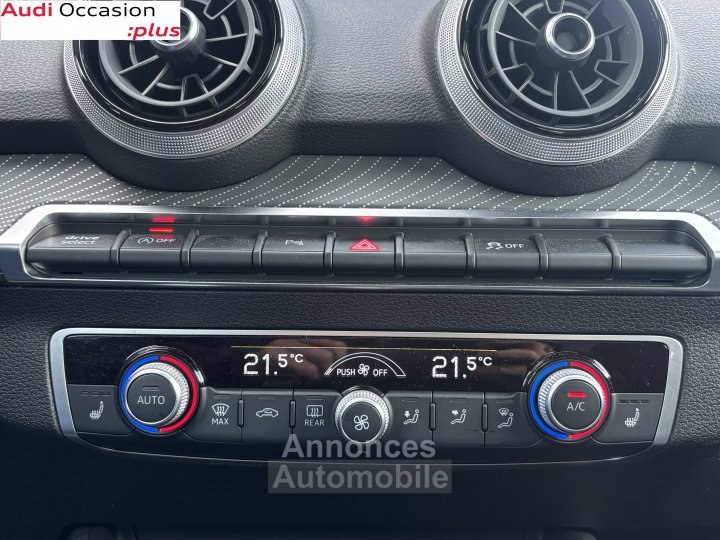 Audi Occasion
:plus
drive
select
OFF
P
OFF
21.5°C
PUSH OFF
21.5°C
AUTO
MAX
REAR
A/C
Annonces
Automobile